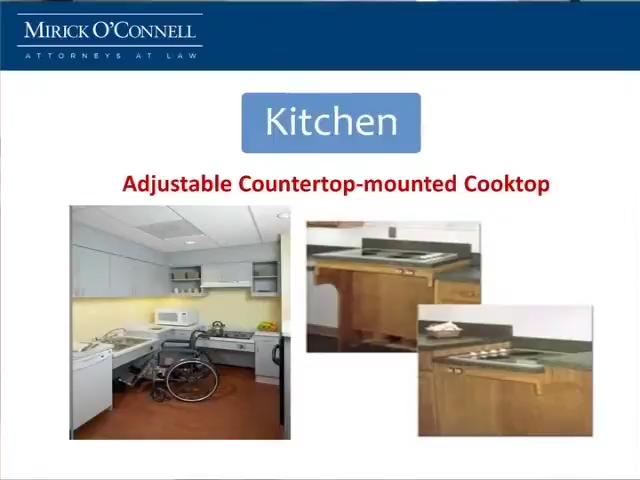 MIRICK O'CONNELL
ATTORNEYS AT LAW
Kitchen
Adjustable Countertop-mounted Cooktop